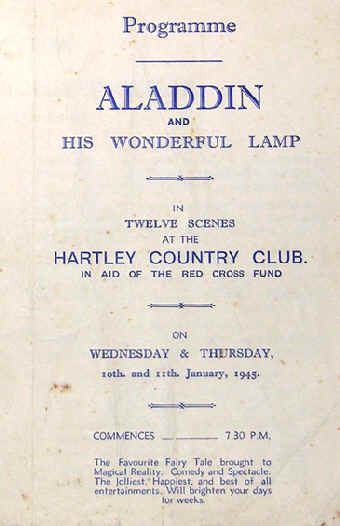 Programme
ALADDIN
AND
HIS WONDERFUL LAMP
IN
TWELVE SCENES
AT THE
HARTLEY COUNTRY CLUB.
IN AID OF THE RED CROSS FUND
ON
WEDNESDAY & THURSDAY,
10th. and 11th. January, 1945.
COMMENCES 7.30 P.M.
The Favourite Fairy Tale brought to
Magical Reality. Comedy and Spectacle.
The Jolliest, Happiest, and best of all
entertainments. Will brighten your days
for weeks.